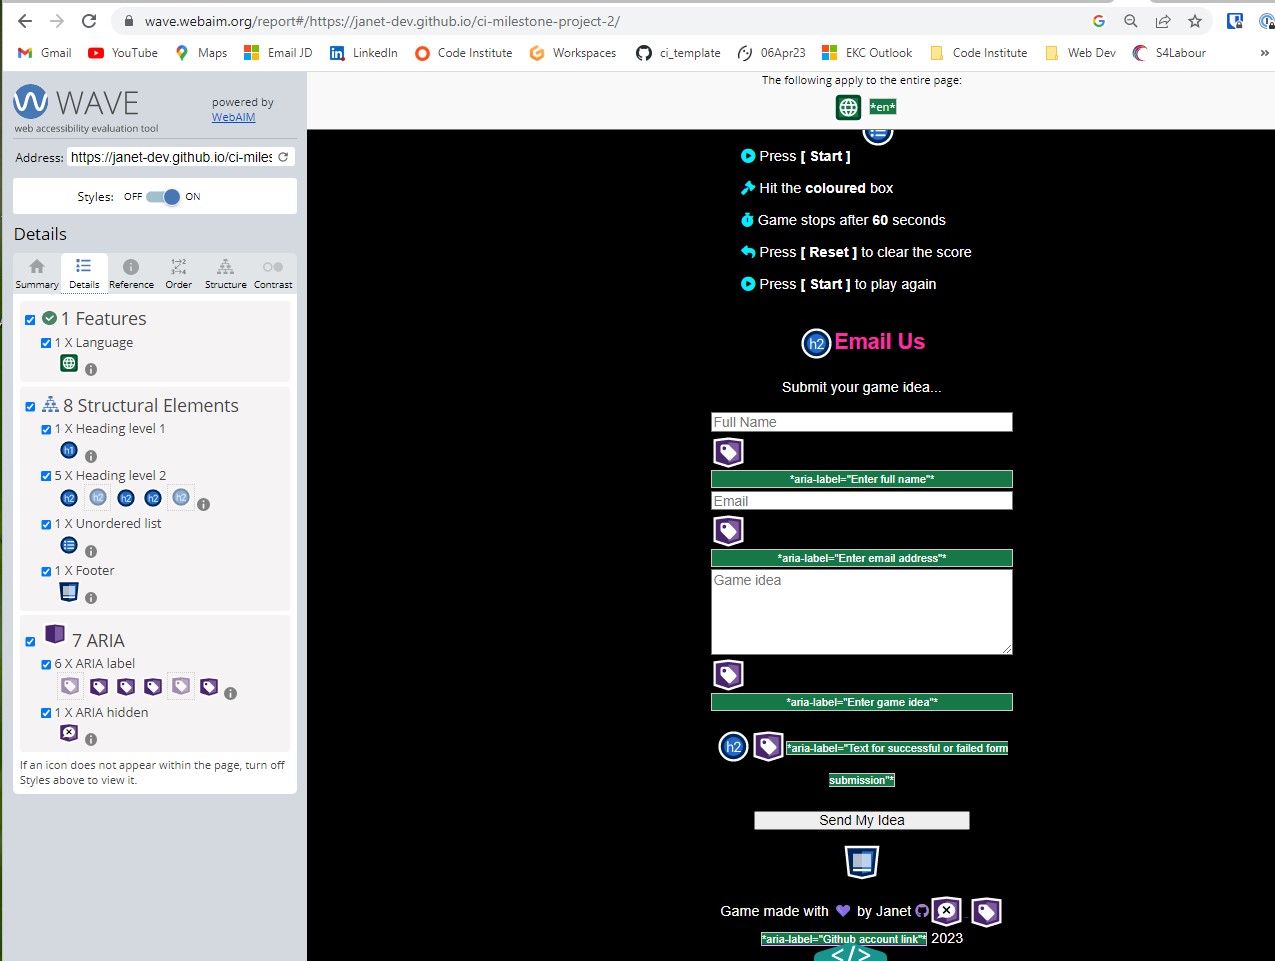 wave.webaim.org/report#/https://janet-dev.github.io/ci-milestone-project-2/
Gmail YouTube Maps Email JD LinkedIn Code Institute Workspaces ci_template 06Apr23 EKC Outlook Code Institute Web Dev S4Labour »
WAVE
web accessibility evaluation tool
powered by
WebAIM
Address: https://janet-dev.github.io/ci-miles
Styles: OFF ON
Details
Summary Details Reference Order Structure Contrast
1 Features
1 X Language
8 Structural Elements
1 X Heading level 1
h1
5 X Heading level 2
h2 h2 h2 h2 h2
1 X Unordered list
1 X Footer
7 ARIA
6 X ARIA label
1 X ARIA hidden
If an icon does not appear within the page, turn off
Styles above to view it.
The following apply to the entire page:
*en*
Press [ Start ]
Hit the coloured box
Game stops after 60 seconds
Press [ Reset ] to clear the score
Press [ Start ] to play again
h2 Email Us
Submit your game idea...
Full Name
*aria-label="Enter full name"*
Email
*aria-label="Enter email address"*
Game idea
*aria-label="Enter game idea"*
h2 *aria-label="Text for successful or failed form
submission"*
Send My Idea
Game made with by Janet
*aria-label="Github account link"* 2023
</>